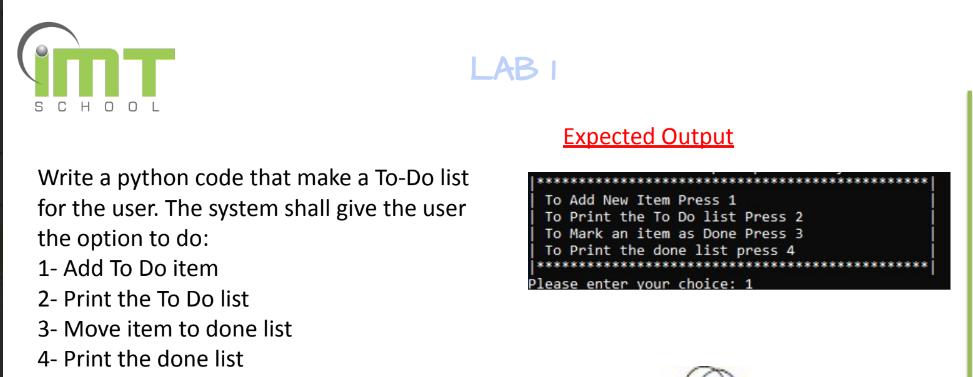 iMT
SCHOOL
LAB 1
Expected Output
Write a python code that make a To-Do list
for the user. The system shall give the user
the option to do:
1- Add To Do item
2- Print the To Do list
3- Move item to done list
4- Print the done list
|***********************************************|
| To Add New Item Press 1 |
| To Print the To Do list Press 2 |
| To Mark an item as Done Press 3 |
| To Print the done list press 4 |
|***********************************************|
Please enter your choice: 1